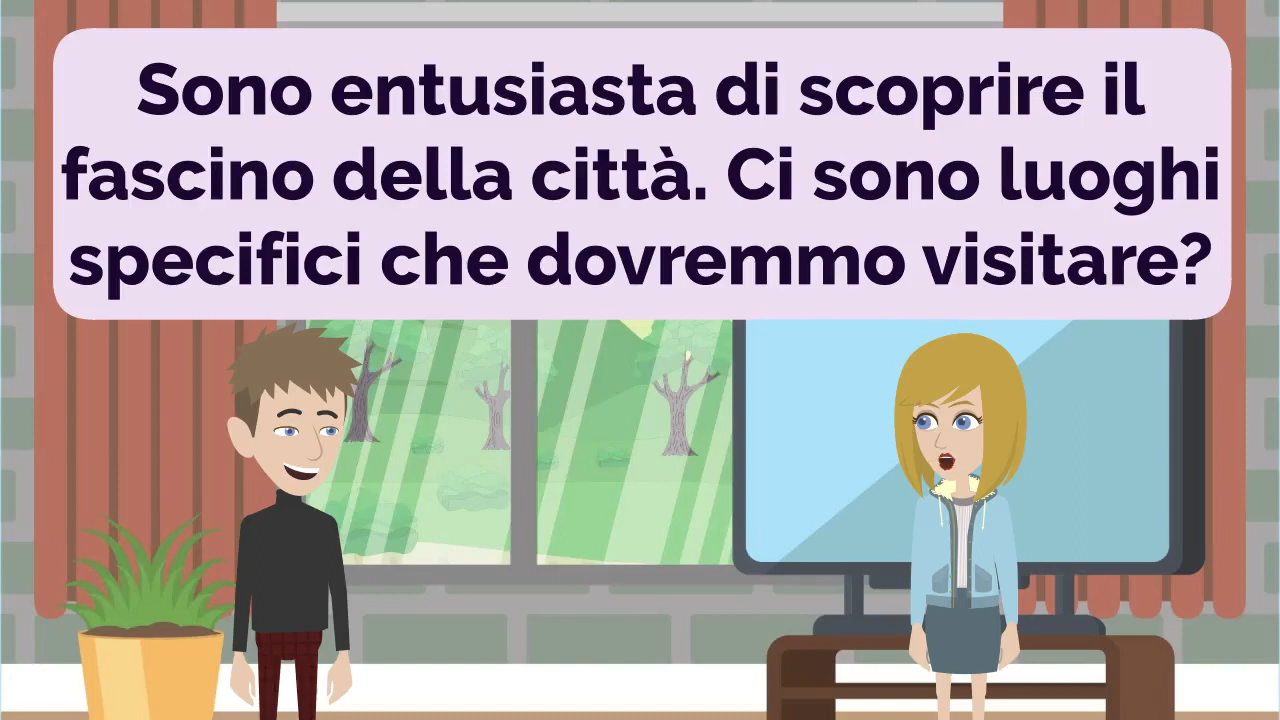 Sono entusiasta di scoprire il
fascino della città. Ci sono luoghi
specifici che dovremmo visitare?